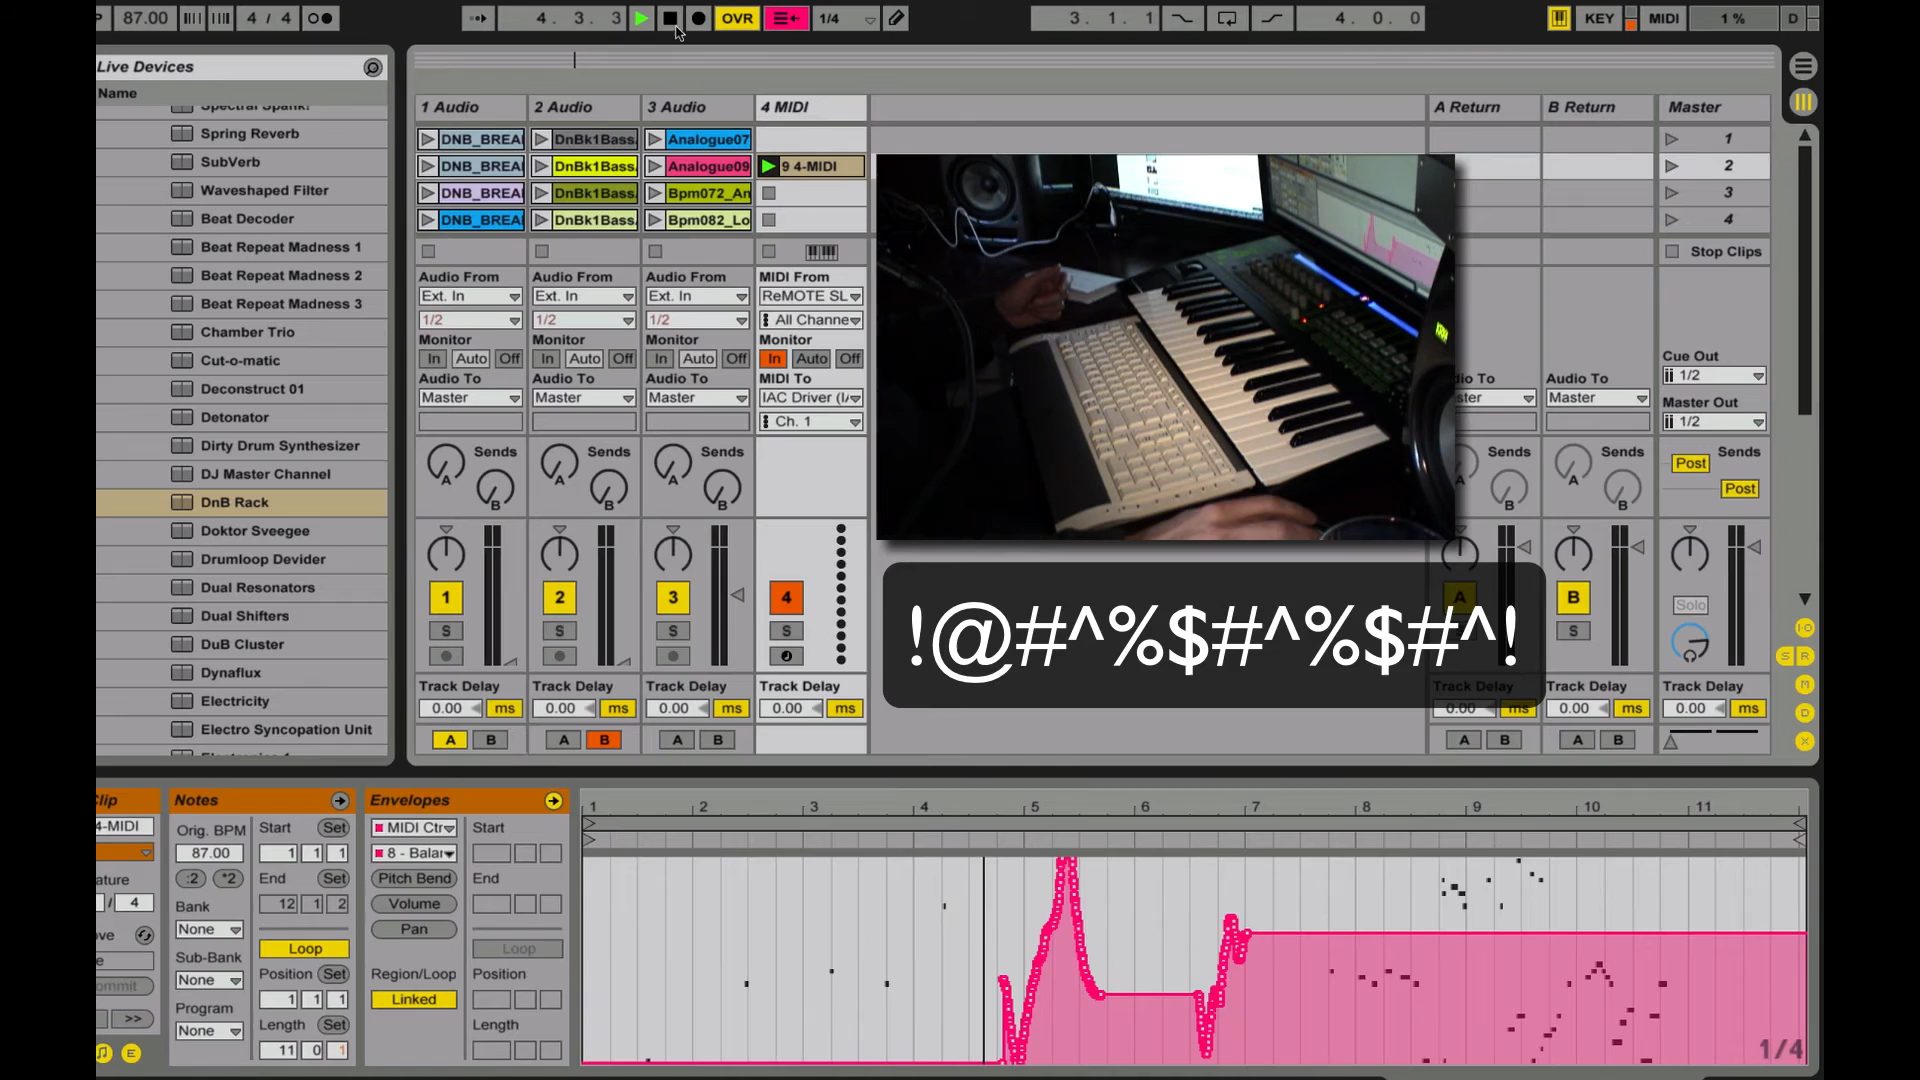 P 87.00 4 / 4 4. 3. 3 OVR 1/4 3. 1. 1 4. 0. 0 KEY MIDI 1 % D
Live Devices
Name
Spectral Spank!
Spring Reverb
SubVerb
Waveshaped Filter
Beat Decoder
Beat Repeat Madness 1
Beat Repeat Madness 2
Beat Repeat Madness 3
Chamber Trio
Cut-o-matic
Deconstruct 01
Detonator
Dirty Drum Synthesizer
DJ Master Channel
DnB Rack
Doktor Sveegee
Drumloop Devider
Dual Resonators
Dual Shifters
DuB Cluster
Dynaflux
Electricity
Electro Syncopation Unit
1 Audio 2 Audio 3 Audio 4 MIDI A Return B Return Master
DNB_BREAI DnBk1Bass. Analogue07 1
DNB_BREAI DnBk1Bass. Analogue09 9 4-MIDI 2
DNB_BREAI DnBk1Bass. Bpm072_An 3
DNB_BREAI DnBk1Bass. Bpm082_Lo 4
Stop Clips
Audio From Audio From Audio From MIDI From
Ext. In Ext. In Ext. In ReMOTE SL
1/2 1/2 1/2 All Channe
Monitor Monitor Monitor Monitor
In Auto Off In Auto Off In Auto Off In Auto Off
Cue Out
1/2
Audio To Audio To Audio To MIDI To dio To Audio To
Master Master Master IAC Driver (IA ster Master
Master Out
Ch. 1 1/2
Sends Sends Sends Sends Sends Sends
A A A A Post
B B B B B Post
1 2 3 4 A B Solo
S S S S S
!@#^%$#^%$#^!
Track Delay Track Delay Track Delay Track Delay Track Delay Track Delay Track Delay
0.00 ms 0.00 ms 0.00 ms 0.00 ms 0.00 ms 0.00 ms 0.00 ms
A B A B A B A B A B
I·O
S R
M
D
X
Clip Notes Envelopes 1 2 3 4 5 6 7 8 9 10 11
4-MIDI Orig. BPM Start Set MIDI Ctr Start
87.00 1 1 1 8 - Balar
ature :2 *2 End Set Pitch Bend End
/ 4 Bank 12 1 2 Volume
ove None Pan
e Loop Loop
ommit Sub-Bank Position Set Region/Loop Position
None 1 1 1 Linked
>> Program Length Set Length
None 11 0 1
E
1/4